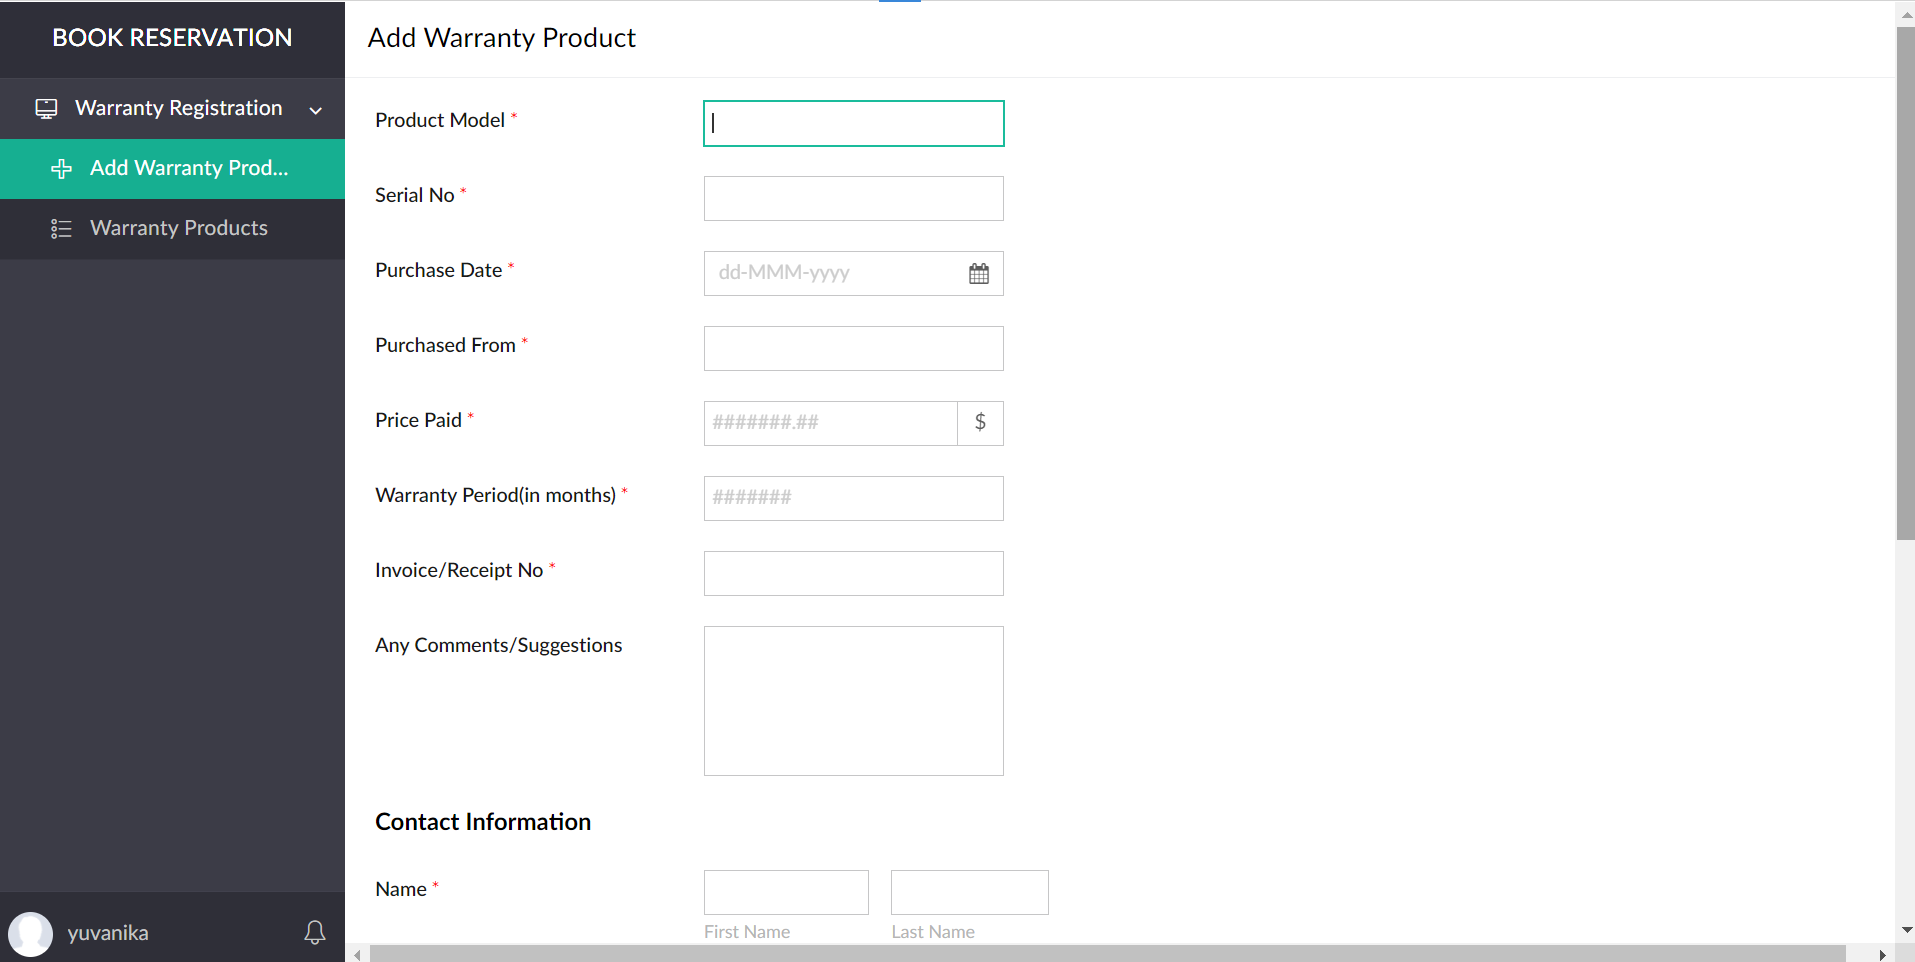 BOOK RESERVATION
Warranty Registration
Add Warranty Prod...
Warranty Products
yuvanika
Add Warranty Product
Product Model *
Serial No *
Purchase Date *
dd-MMM-yyyy
Purchased From *
Price Paid *
#######.##
$
Warranty Period(in months) *
#######
Invoice/Receipt No *
Any Comments/Suggestions
Contact Information
Name *
First Name
Last Name